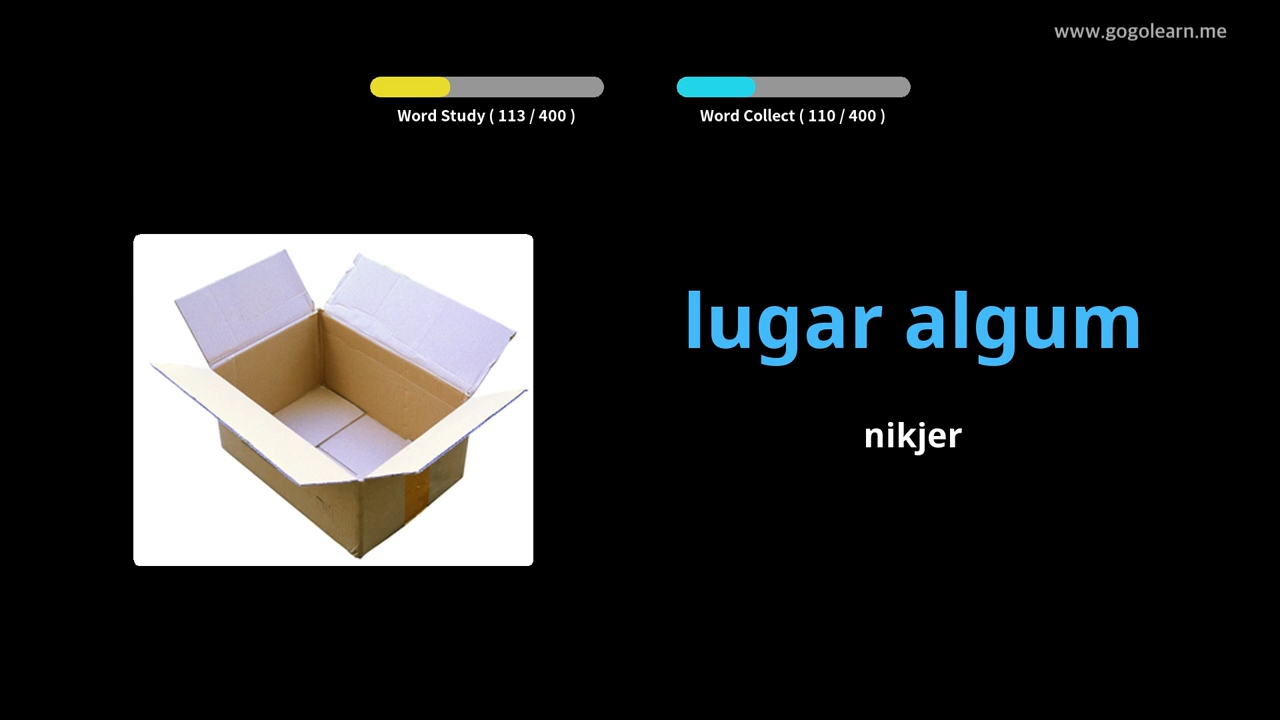 www.gogolearn.me
Word Study ( 113 / 400 )
Word Collect ( 110 / 400 )
lugar algum
nikjer